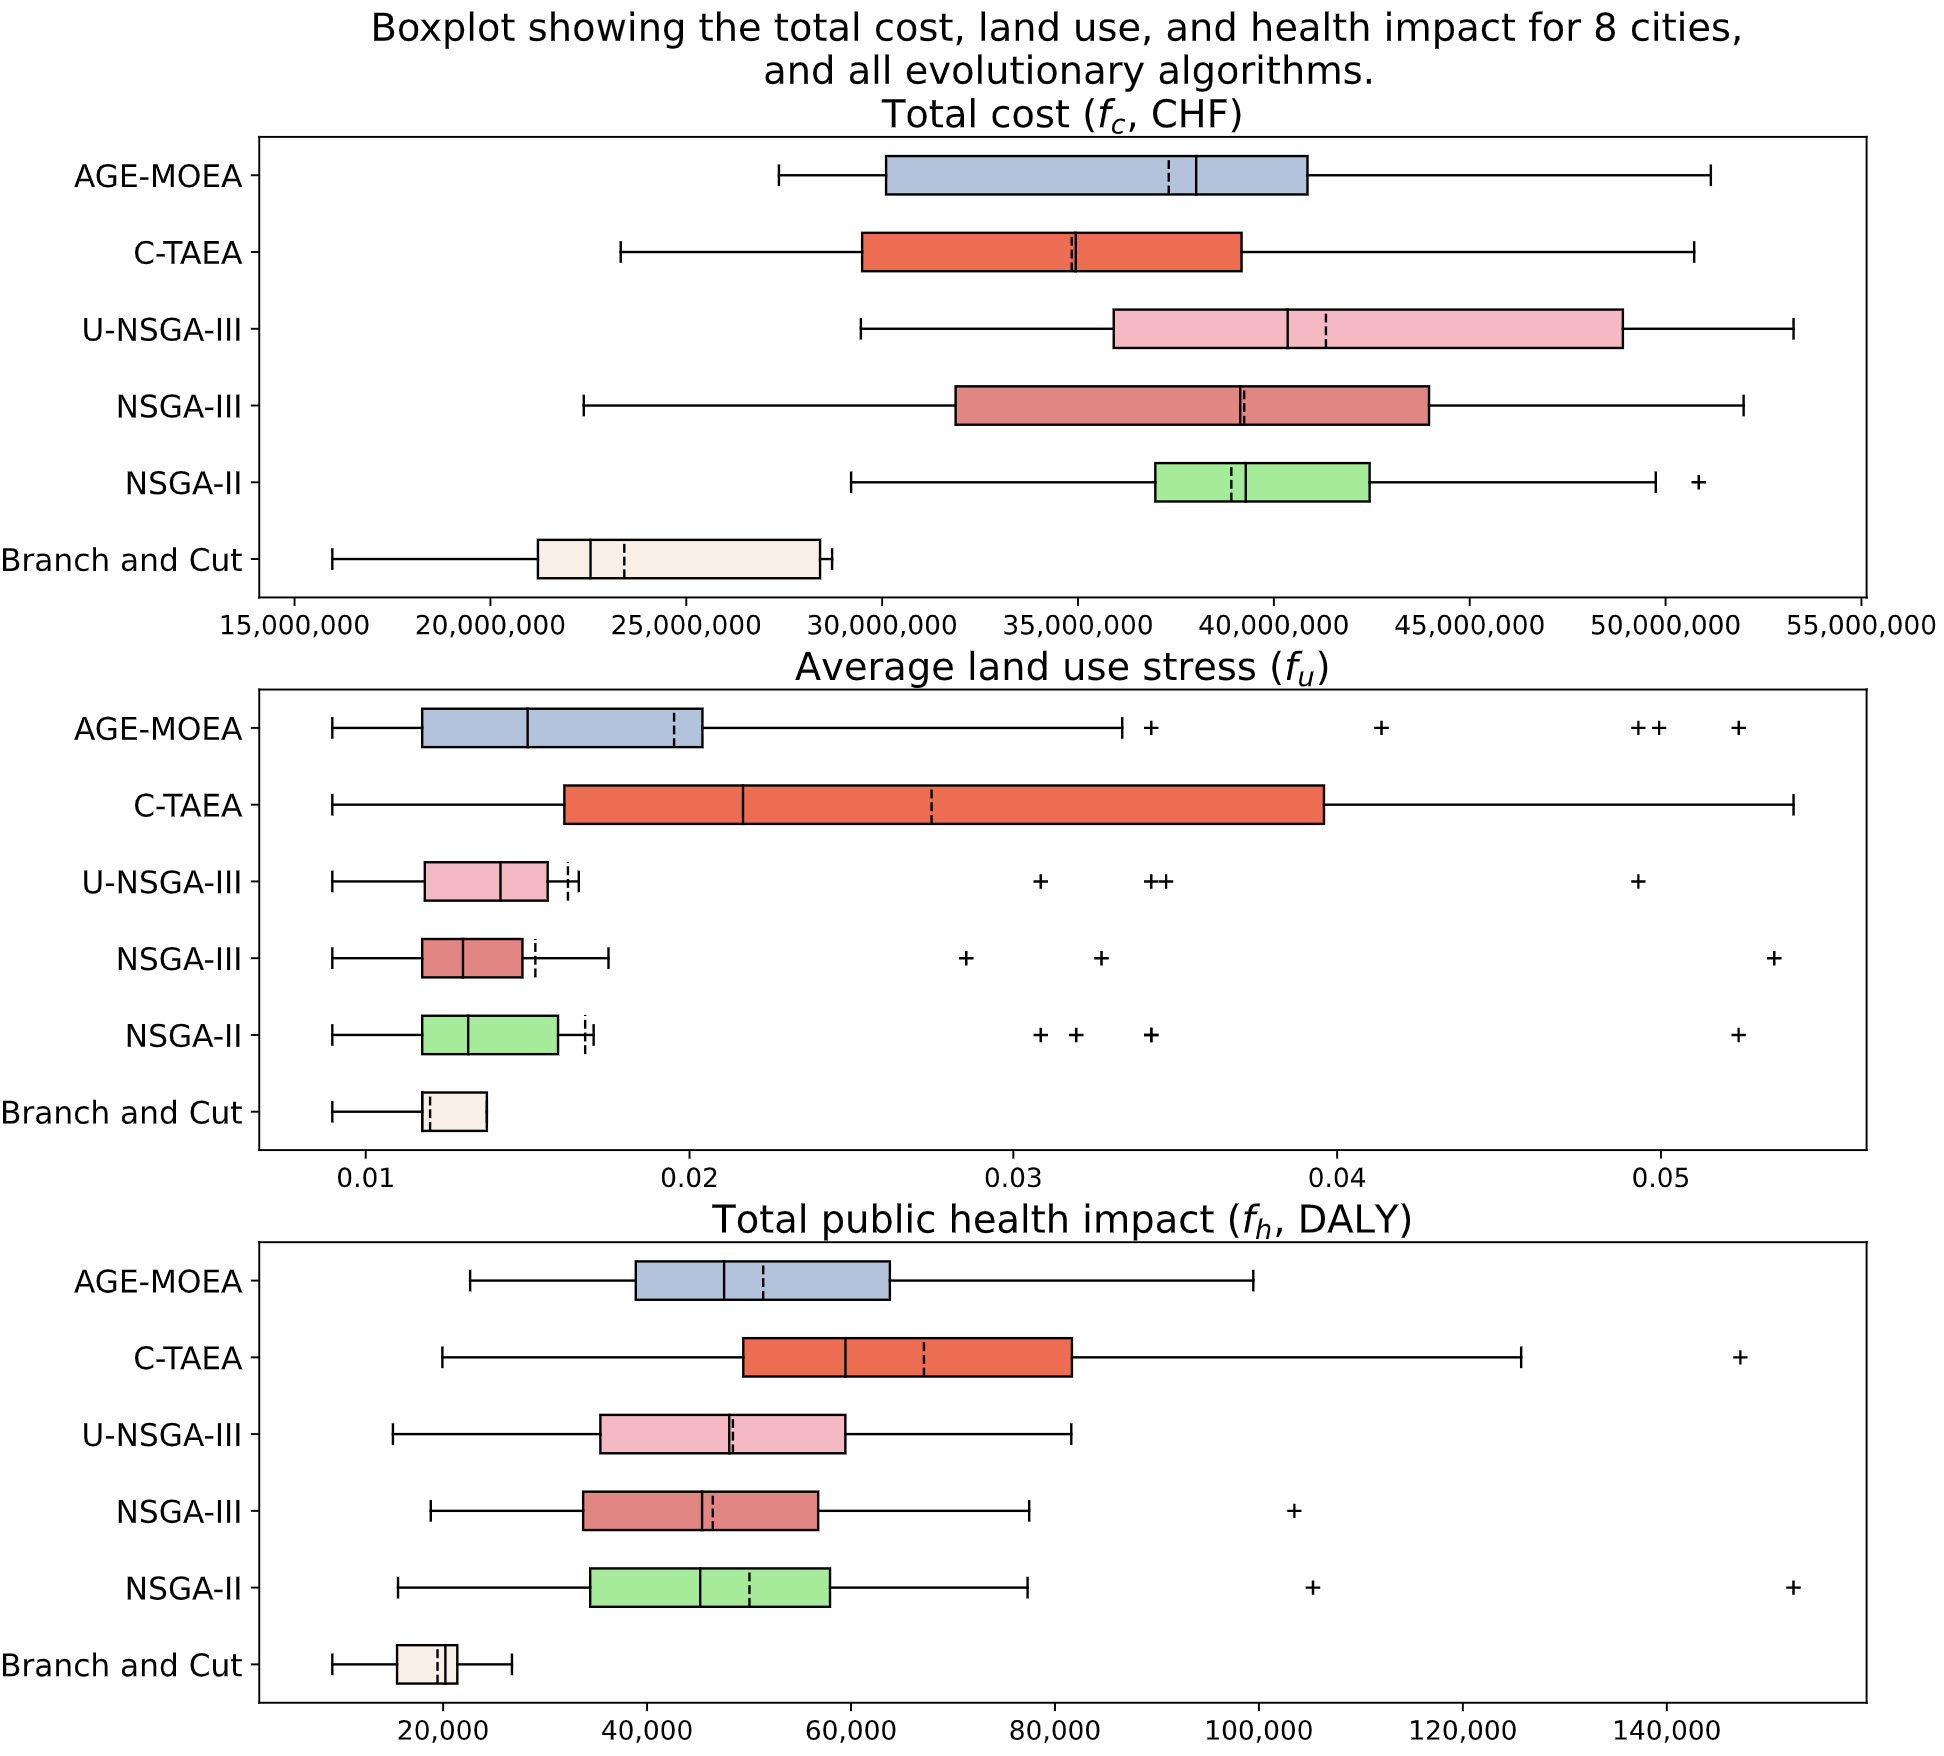 Boxplot showing the total cost, land use, and health impact for 8 cities,
and all evolutionary algorithms.
Total cost (f_c, CHF)
AGE-MOEA
C-TAEA
U-NSGA-III
NSGA-III
NSGA-II
Branch and Cut
15,000,000 20,000,000 25,000,000 30,000,000 35,000,000 40,000,000 45,000,000 50,000,000 55,000,000
Average land use stress (f_u)
AGE-MOEA
C-TAEA
U-NSGA-III
NSGA-III
NSGA-II
Branch and Cut
0.01 0.02 0.03 0.04 0.05
Total public health impact (f_h, DALY)
AGE-MOEA
C-TAEA
U-NSGA-III
NSGA-III
NSGA-II
Branch and Cut
20,000 40,000 60,000 80,000 100,000 120,000 140,000